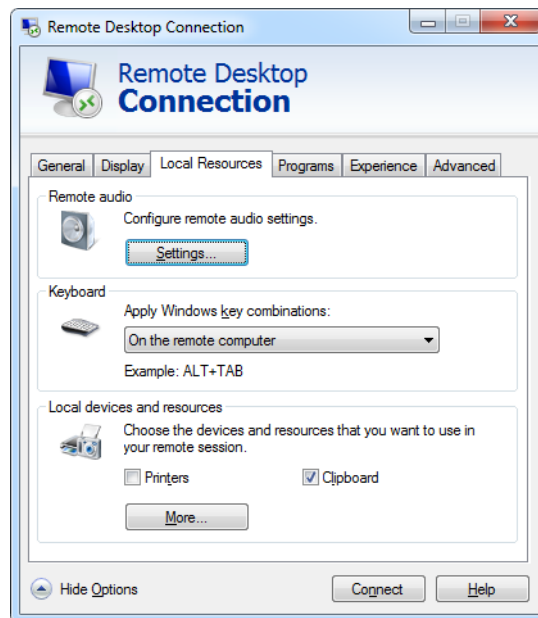 Remote Desktop Connection
Remote Desktop
Connection
General Display Local Resources Programs Experience Advanced
Remote audio
Configure remote audio settings.
Settings...
Keyboard
Apply Windows key combinations:
On the remote computer
Example: ALT+TAB
Local devices and resources
Choose the devices and resources that you want to use in
your remote session.
Printers Clipboard
More...
Hide Options Connect Help